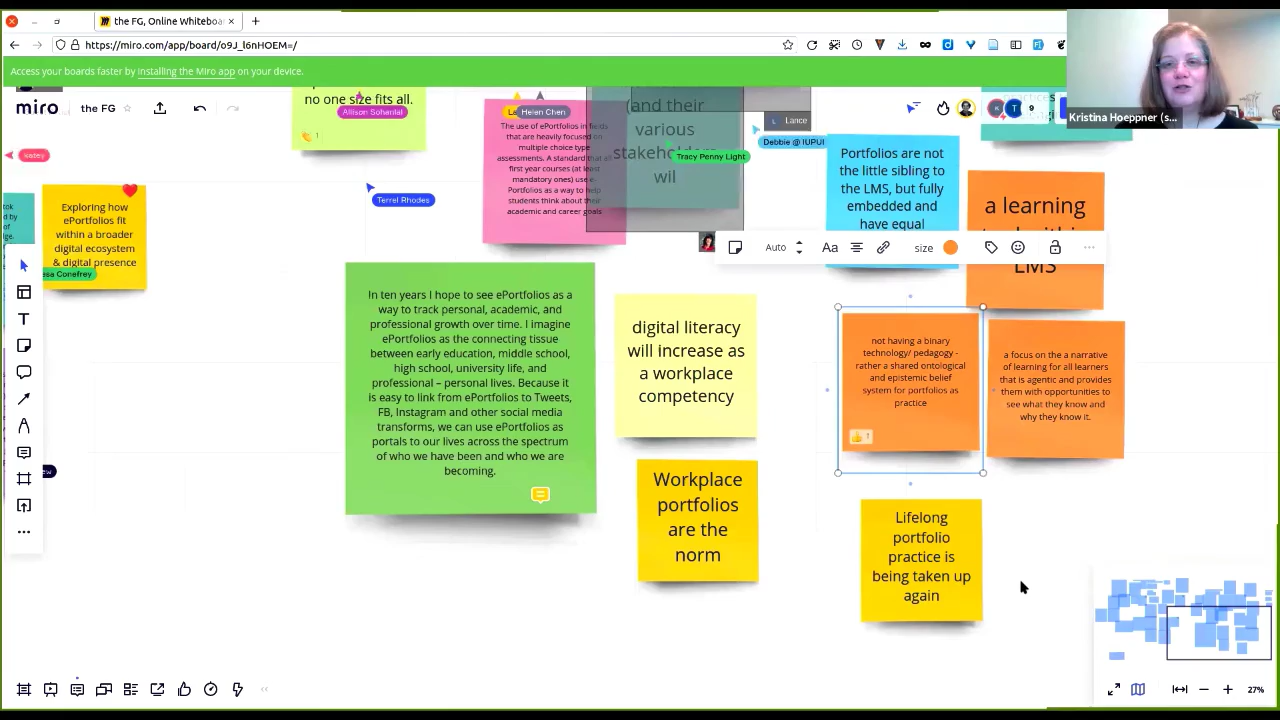 the FG, Online Whiteboa
https://miro.com/app/board/o9J_l6nHOEM=/
Access your boards faster by installing the Miro app on your device.
miro
the FG
9
no one size fits all.
1
Allison Sohanlal
Helen Chen
The use of ePortfolios in fields
that are heavily focused on
multiple choice type
assessments. A standard that all
first year courses (at least
mandatory ones) use e-
Portfolios as a way to help
students think about their
academic and career goals
(and their
various
stakeholders
wil
Tracy Penny Light
L Lance
Debbie @ IUPUI
Kristina Hoeppner (s...
Katey
Terrel Rhodes
Exploring how
ePortfolios fit
within a broader
digital ecosystem
& digital presence
esa Conefrey
Portfolios are not
the little sibling to
the LMS, but fully
embedded and
have equal
a learning
LMS
Auto
Aa
size
In ten years I hope to see ePortfolios as a
way to track personal, academic, and
professional growth over time. I imagine
ePortfolios as the connecting tissue
between early education, middle school,
high school, university life, and
professional – personal lives. Because it
is easy to link from ePortfolios to Tweets,
FB, Instagram and other social media
transforms, we can use ePortfolios as
portals to our lives across the spectrum
of who we have been and who we are
becoming.
digital literacy
will increase as
a workplace
competency
Workplace
portfolios
are the
norm
not having a binary
technology/ pedagogy -
rather a shared ontological
and epistemic belief
system for portfolios as
practice
1
a focus on the a narrative
of learning for all learners
that is agentic and provides
them with opportunities to
see what they know and
why they know it.
Lifelong
portfolio
practice is
being taken up
again
27%